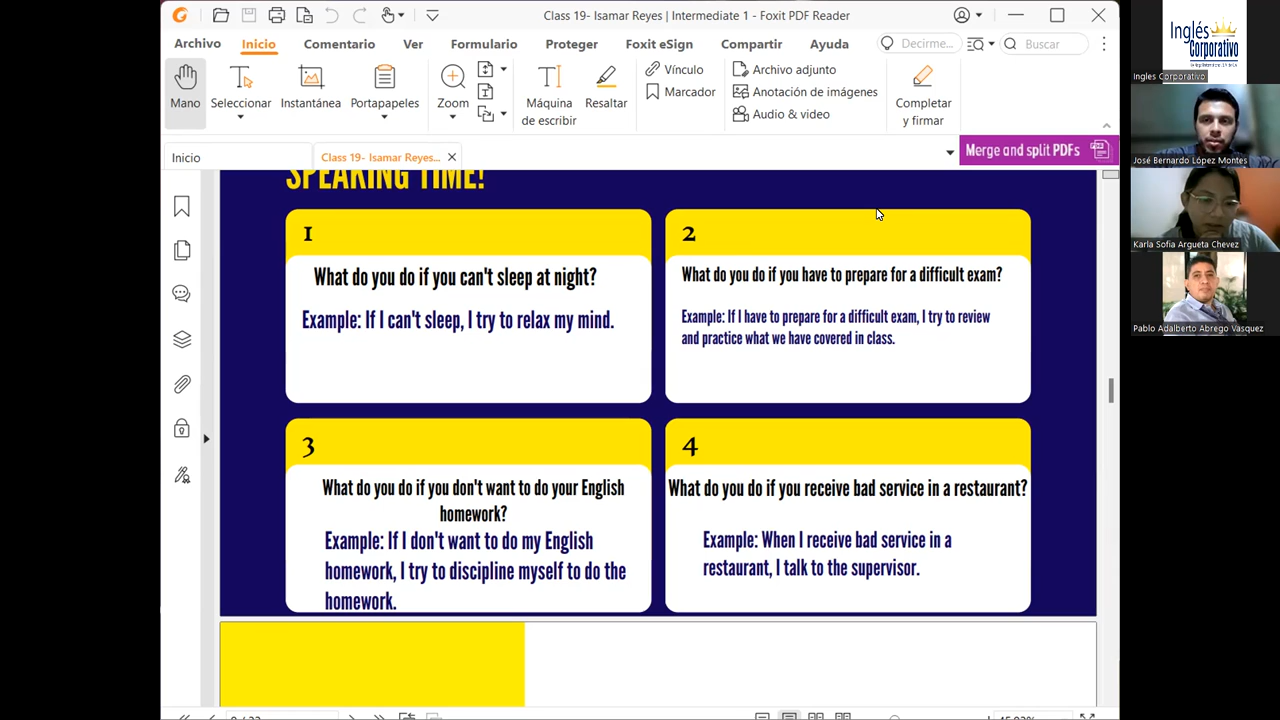 Class 19- Isamar Reyes | Intermediate 1 - Foxit PDF Reader
Archivo Inicio Comentario Ver Formulario Proteger Foxit eSign Compartir Ayuda Decirme... Buscar
Mano
Seleccionar
Instantánea
Portapapeles
Zoom
Máquina
de escribir
Resaltar
Vínculo
Marcador
Archivo adjunto
Anotación de imágenes
Audio & video
Completar
y firmar
Inicio
Class 19- Isamar Reyes...
Merge and split PDFs
SPEAKING TIME!
1
What do you do if you can't sleep at night?
Example: If I can't sleep, I try to relax my mind.
2
What do you do if you have to prepare for a difficult exam?
Example: If I have to prepare for a difficult exam, I try to review
and practice what we have covered in class.
3
What do you do if you don't want to do your English
homework?
Example: If I don't want to do my English
homework, I try to discipline myself to do the
homework.
4
What do you do if you receive bad service in a restaurant?
Example: When I receive bad service in a
restaurant, I talk to the supervisor.
Inglés
Corporativo
Ingles Corporativo
José Bernardo López Montes
Karla Sofia Argueta Chevez
Pablo Adalberto Abrego Vasquez